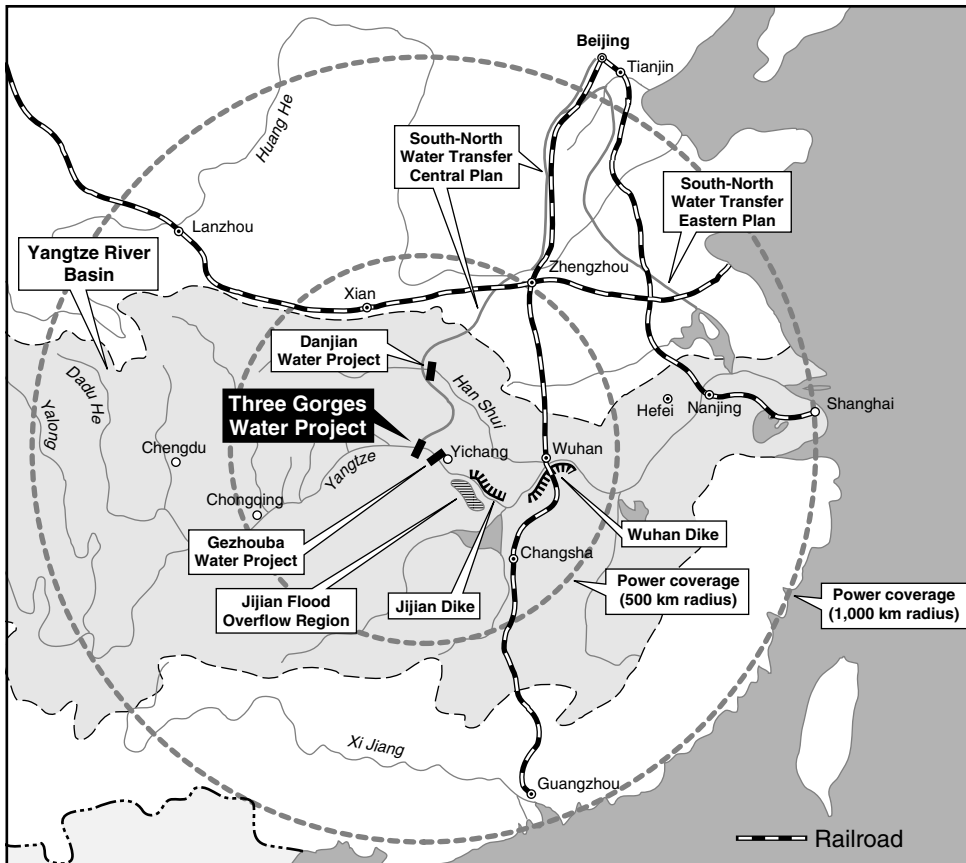 Beijing
Tianjin
Huang He
South-North
Water Transfer
Central Plan
South-North
Water Transfer
Eastern Plan
Lanzhou
Yangtze River
Basin
Zhengzhou
Xian
Danjian
Water Project
Han Shui
Dadu He
Yalong
Three Gorges
Water Project
Hefei
Nanjing
Shanghai
Chengdu
Yangtze
Yichang
Wuhan
Chongqing
Gezhouba
Water Project
Wuhan Dike
Changsha
Jijian Flood
Overflow Region
Jijian Dike
Power coverage
(500 km radius)
Power coverage
(1,000 km radius)
Xi Jiang
Guangzhou
Railroad